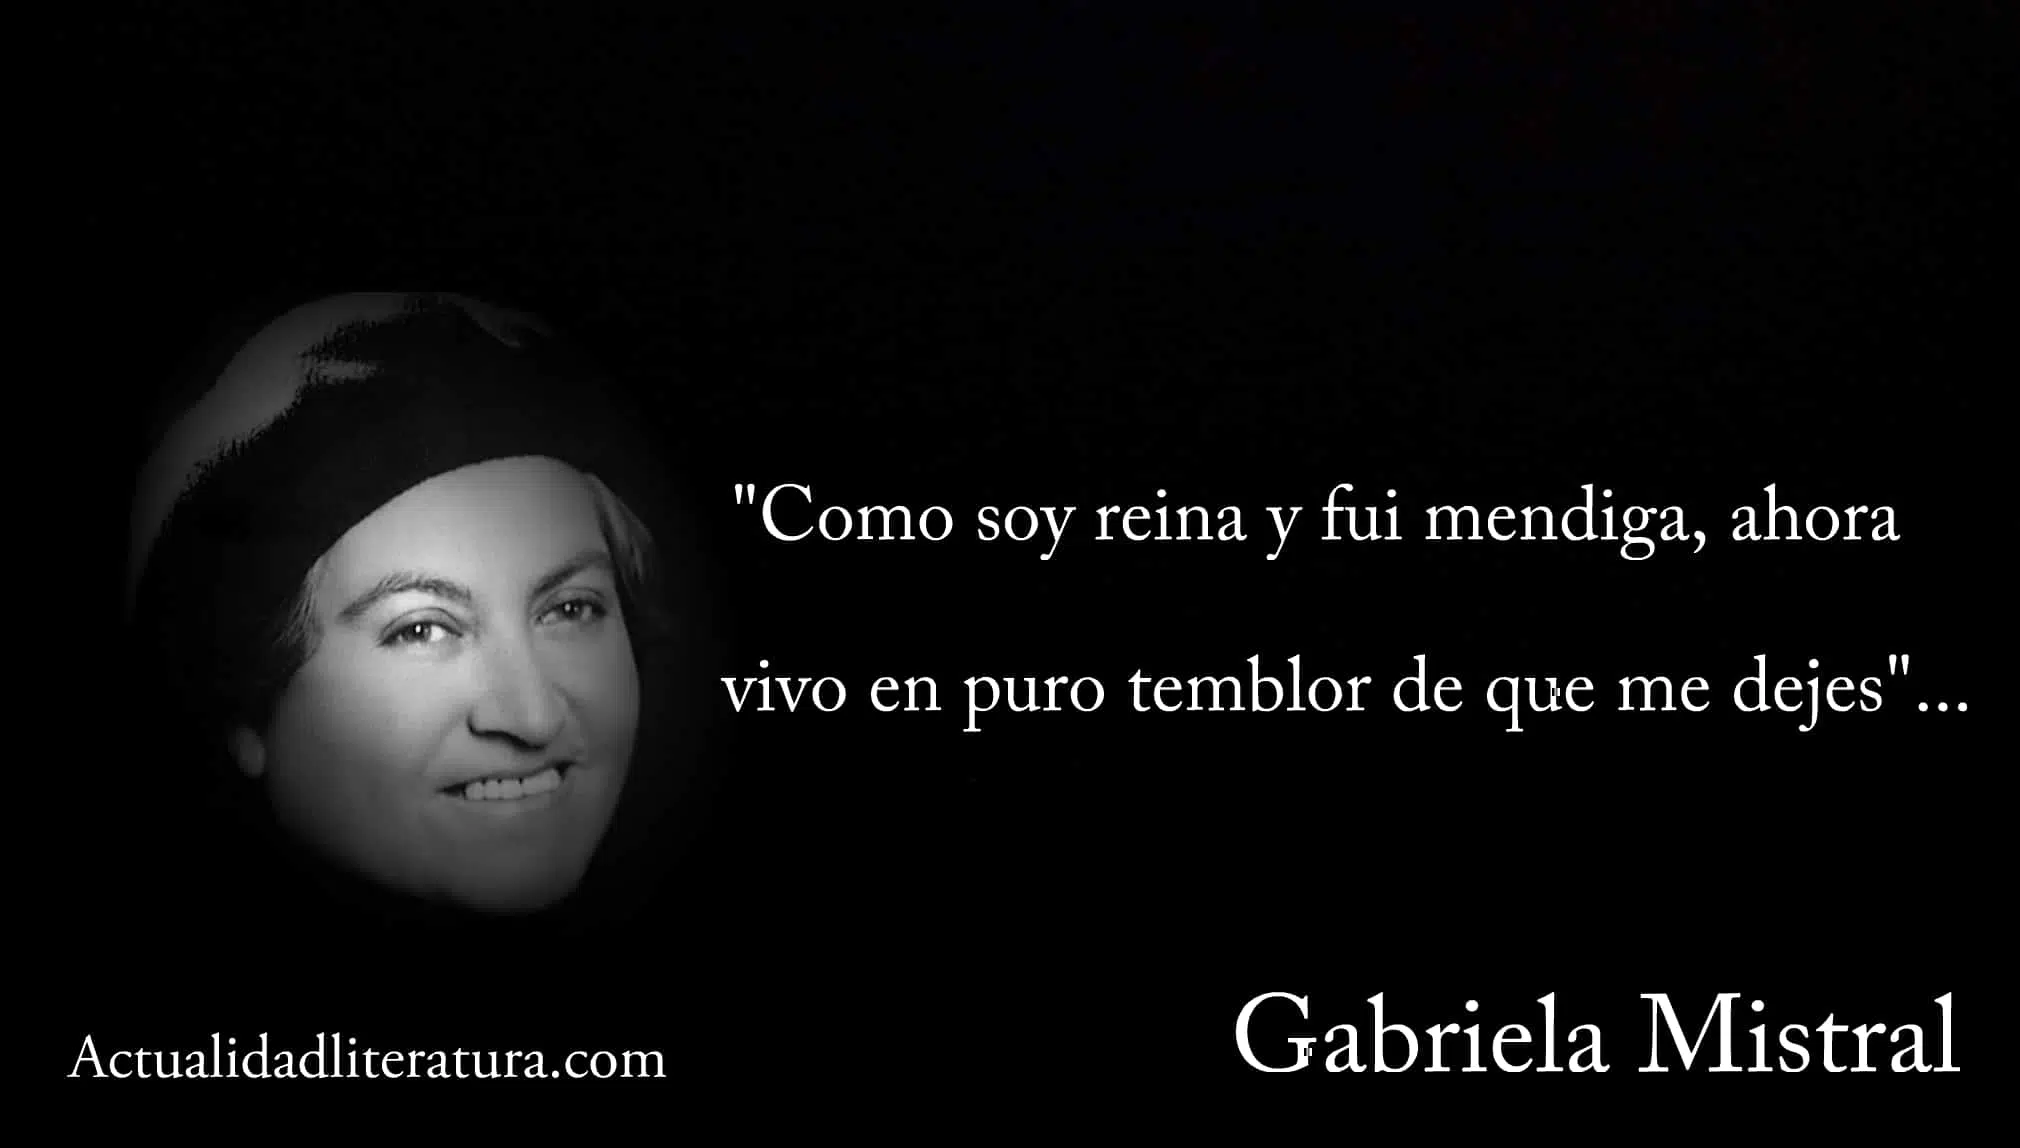 "Como soy reina y fui mendiga, ahora
vivo en puro temblor de que me dejes"...
Gabriela Mistral
Actualidadliteratura.com